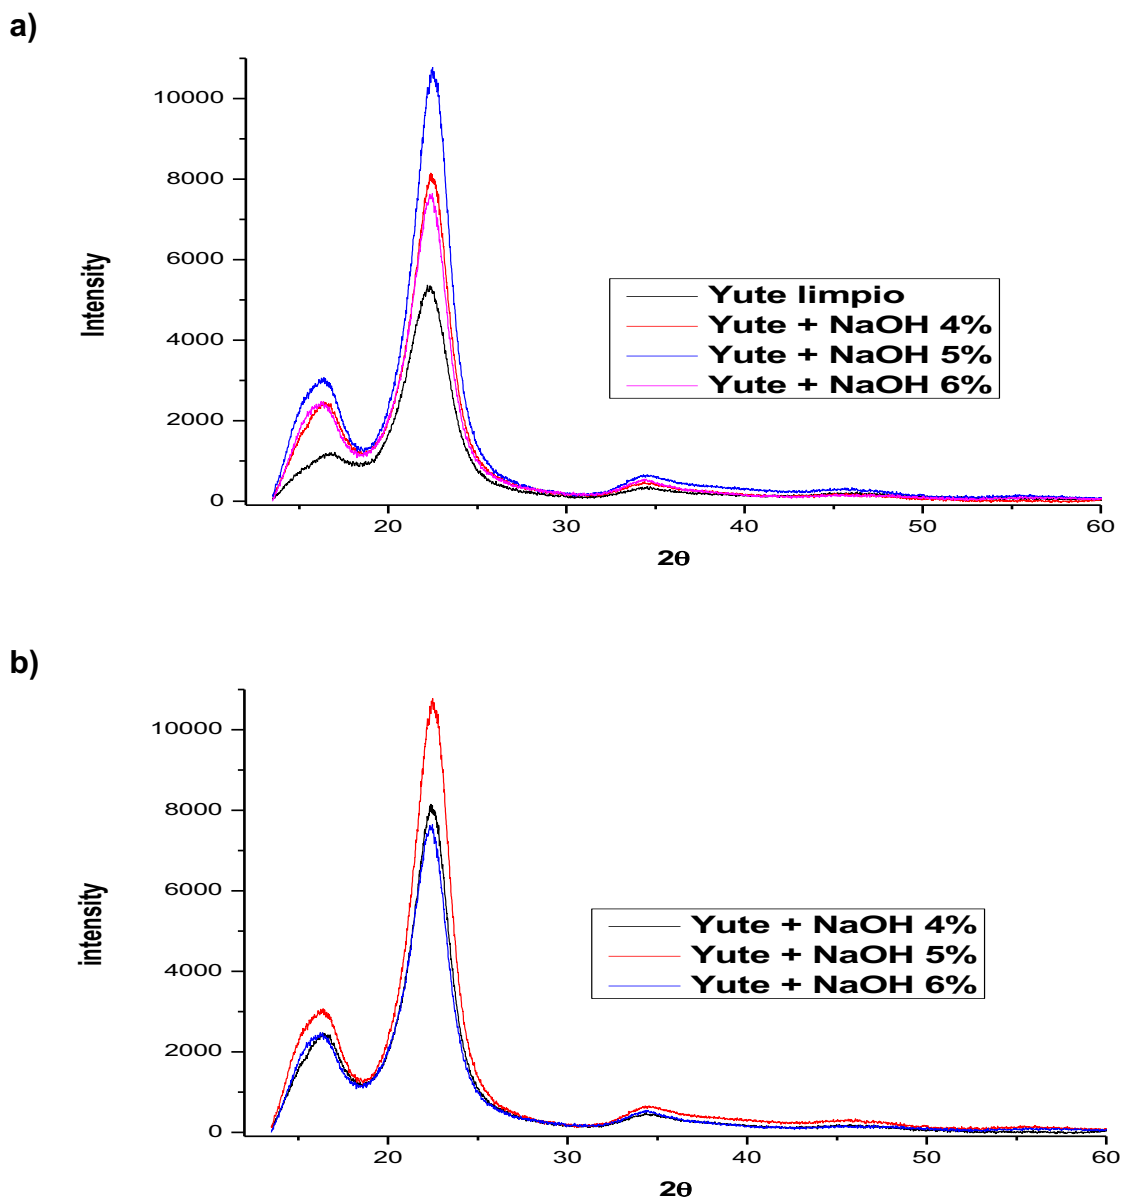 a)
10000
8000
6000
4000
2000
0
Intensity
Yute limpio
Yute + NaOH 4%
Yute + NaOH 5%
Yute + NaOH 6%
20 30 40 50 60
2θ
b)
10000
8000
6000
4000
2000
0
intensity
Yute + NaOH 4%
Yute + NaOH 5%
Yute + NaOH 6%
20 30 40 50 60
2θ